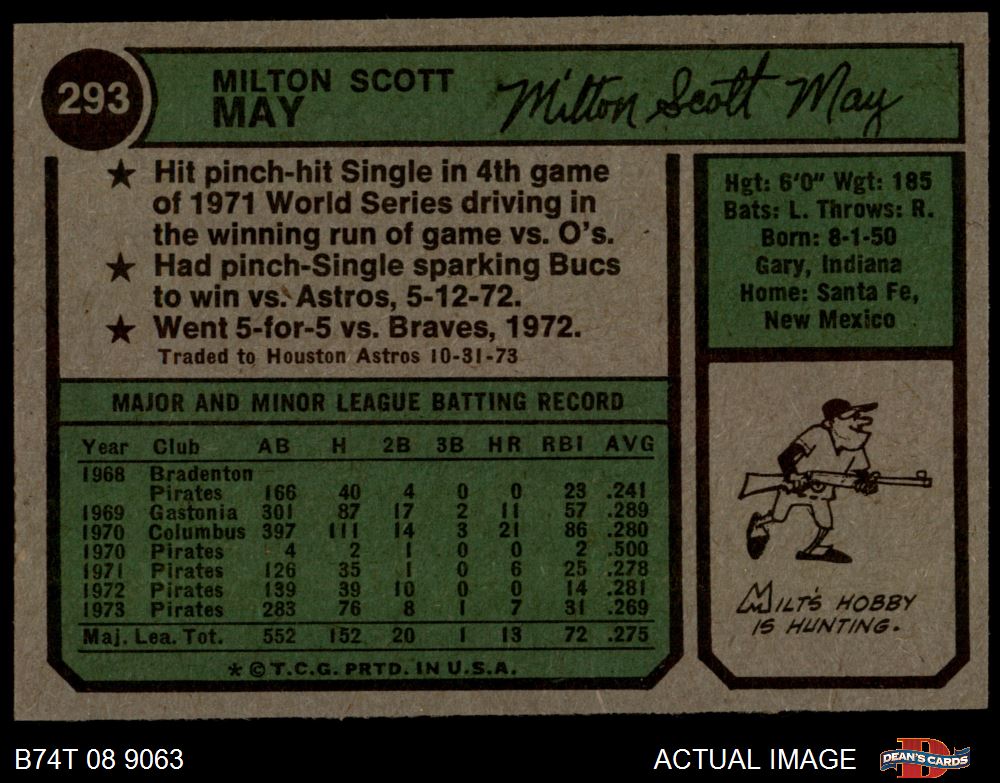 293
MILTON SCOTT
MAY
Milton Scott May
★ Hit pinch-hit Single in 4th game
of 1971 World Series driving in
the winning run of game vs. O's.
★ Had pinch-Single sparking Bucs
to win vs. Astros, 5-12-72.
★ Went 5-for-5 vs. Braves, 1972.
Traded to Houston Astros 10-31-73
Hgt: 6'0" Wgt: 185
Bats: L. Throws: R.
Born: 8-1-50
Gary, Indiana
Home: Santa Fe,
New Mexico
MAJOR AND MINOR LEAGUE BATTING RECORD
Year Club AB H 2B 3B HR RBI AVG
1968 Bradenton
Pirates 166 40 4 0 0 23 .241
1969 Gastonia 301 87 17 2 11 57 .289
1970 Columbus 397 111 14 3 21 86 .280
1970 Pirates 4 2 1 0 0 2 .500
1971 Pirates 126 35 1 0 6 25 .278
1972 Pirates 139 39 10 0 0 14 .281
1973 Pirates 283 76 8 1 7 31 .269
Maj. Lea. Tot. 552 152 20 1 13 72 .275
* © T.C.G. PRTD. IN U.S.A.
MILT'S HOBBY
IS HUNTING.
B74T 08 9063
ACTUAL IMAGE
DEAN'S CARDS